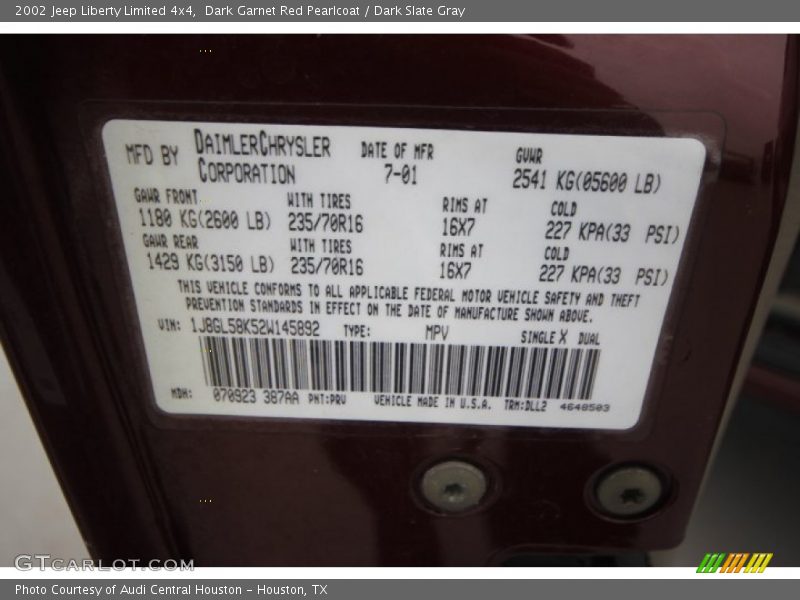 2002 Jeep Liberty Limited 4x4,  Dark Garnet Red Pearlcoat / Dark Slate Gray
MFD BY DAIMLERCHRYSLER CORPORATION DATE OF MFR 7-01 GVWR 2541 KG(05600 LB)
GAWR FRONT WITH TIRES RIMS AT COLD
1180 KG(2600 LB) 235/70R16 16X7 227 KPA(33 PSI)
GAWR REAR WITH TIRES RIMS AT COLD
1429 KG(3150 LB) 235/70R16 16X7 227 KPA(33 PSI)
THIS VEHICLE CONFORMS TO ALL APPLICABLE FEDERAL MOTOR VEHICLE SAFETY AND THEFT
PREVENTION STANDARDS IN EFFECT ON THE DATE OF MANUFACTURE SHOWN ABOVE.
VIN: 1J8GL58K52W145892 TYPE: MPV SINGLE X DUAL
MDH: 070923 387AA PNT:PRV VEHICLE MADE IN U.S.A. TRM:DLL2 4648503
GTCARLOT.COM
Photo Courtesy of Audi Central Houston – Houston, TX